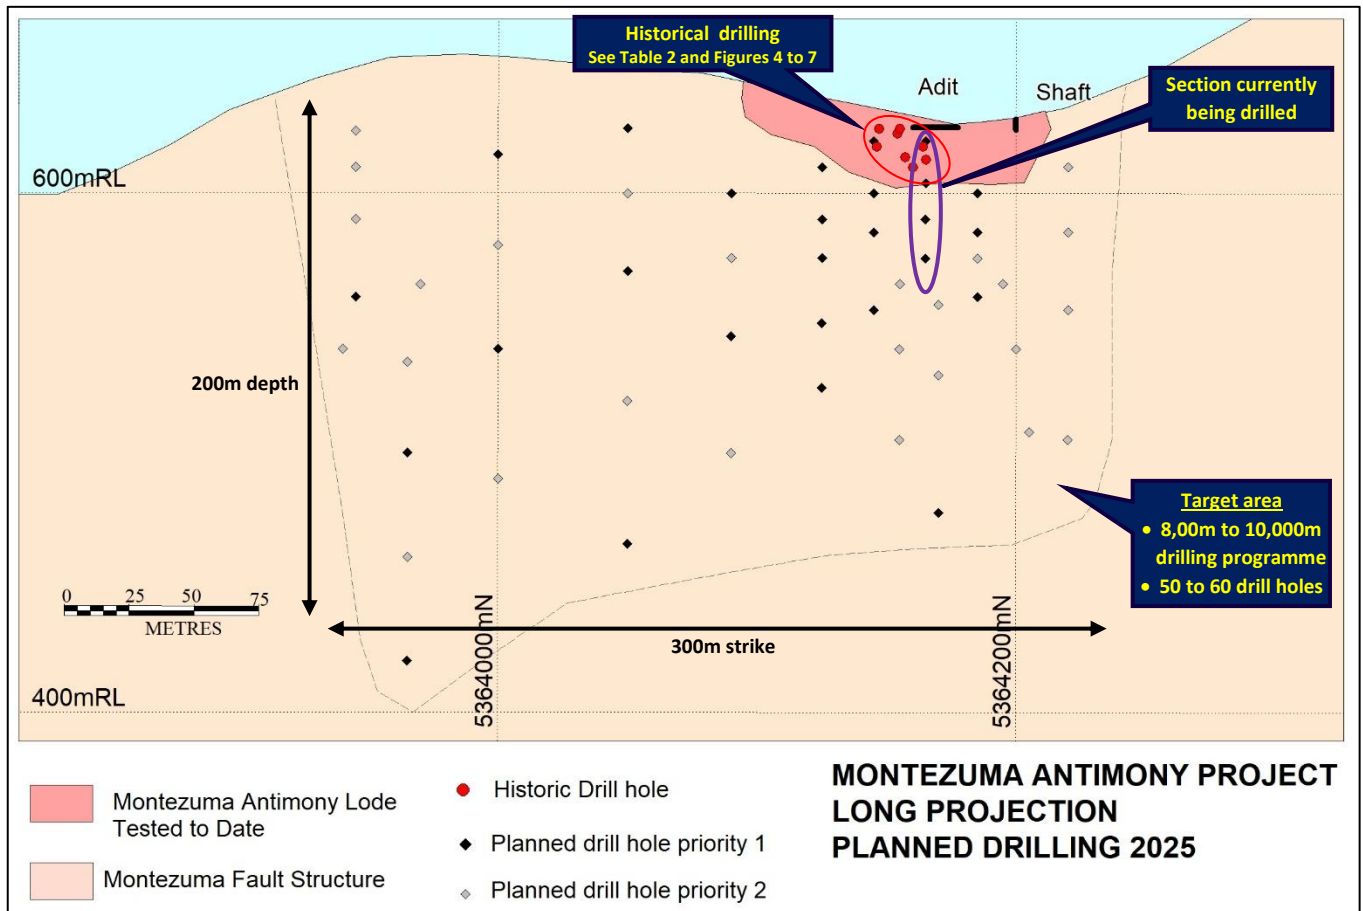 Historical drilling
See Table 2 and Figures 4 to 7
Adit
Shaft
Section currently
being drilled
600mRL
200m depth
Target area
• 8,00m to 10,000m
drilling programme
• 50 to 60 drill holes
0 25 50 75
METRES
300m strike
5364000mN
5364200mN
400mRL
Montezuma Antimony Lode
Tested to Date
Montezuma Fault Structure
Historic Drill hole
Planned drill hole priority 1
Planned drill hole priority 2
MONTEZUMA ANTIMONY PROJECT
LONG PROJECTION
PLANNED DRILLING 2025